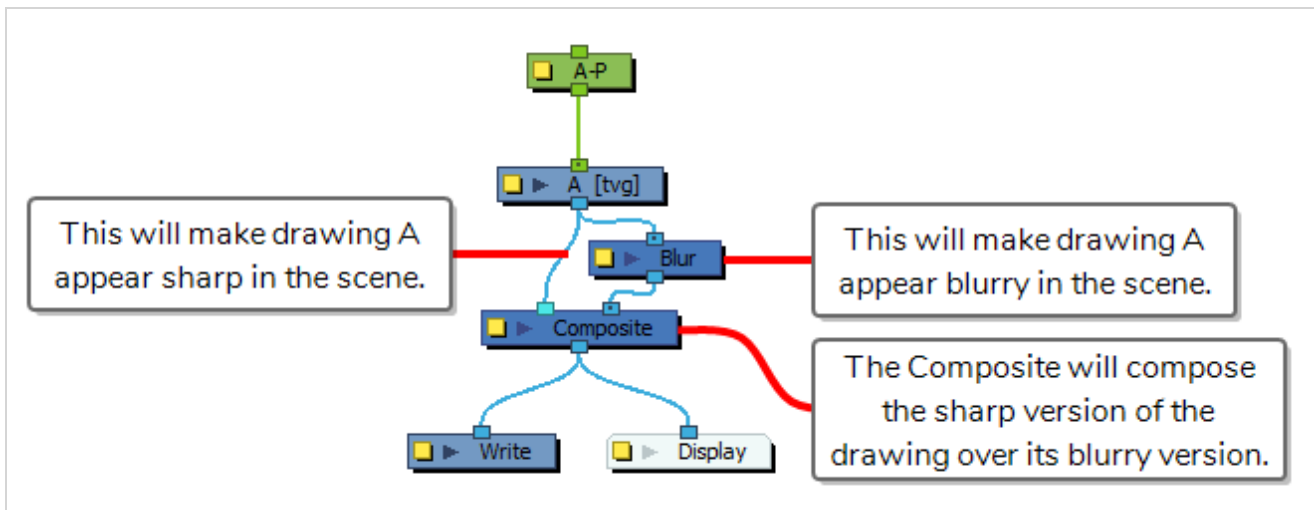 A-P
A [tvg]
This will make drawing A
appear sharp in the scene.
Blur
This will make drawing A
appear blurry in the scene.
Composite
The Composite will compose
the sharp version of the
drawing over its blurry version.
Write
Display